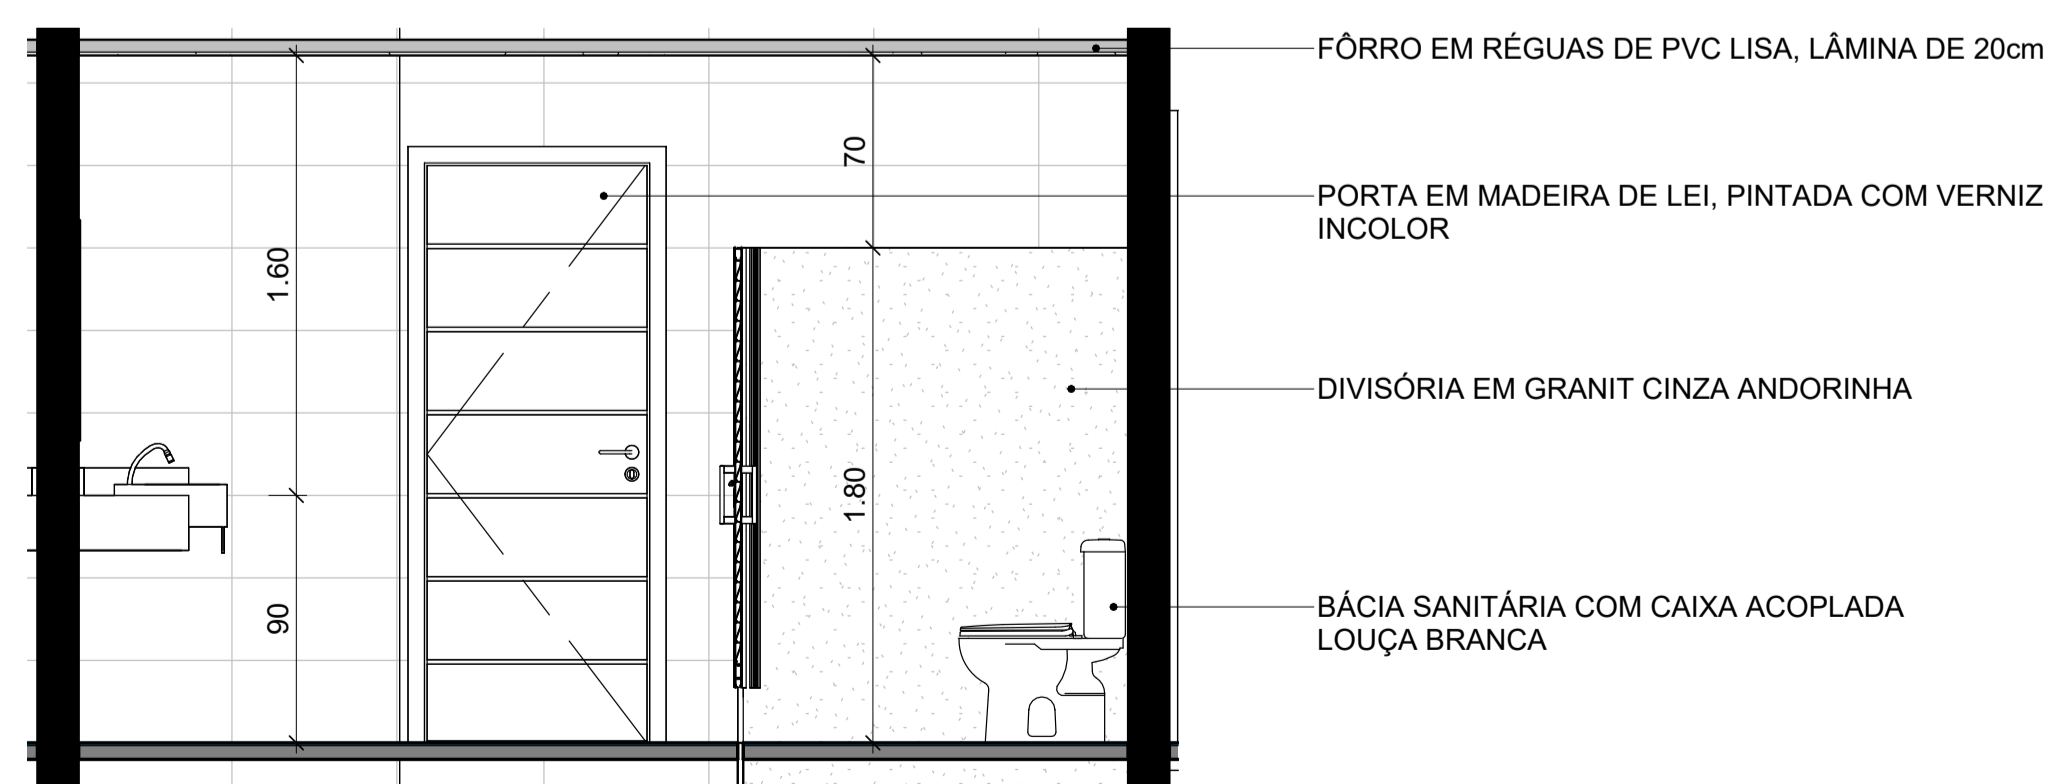 FÔRRO EM RÉGUAS DE PVC LISA, LÂMINA DE 20cm
70
PORTA EM MADEIRA DE LEI, PINTADA COM VERNIZ
INCOLOR
1.60
DIVISÓRIA EM GRANIT CINZA ANDORINHA
1.80
90
BÁCIA SANITÁRIA COM CAIXA ACOPLADA
LOUÇA BRANCA